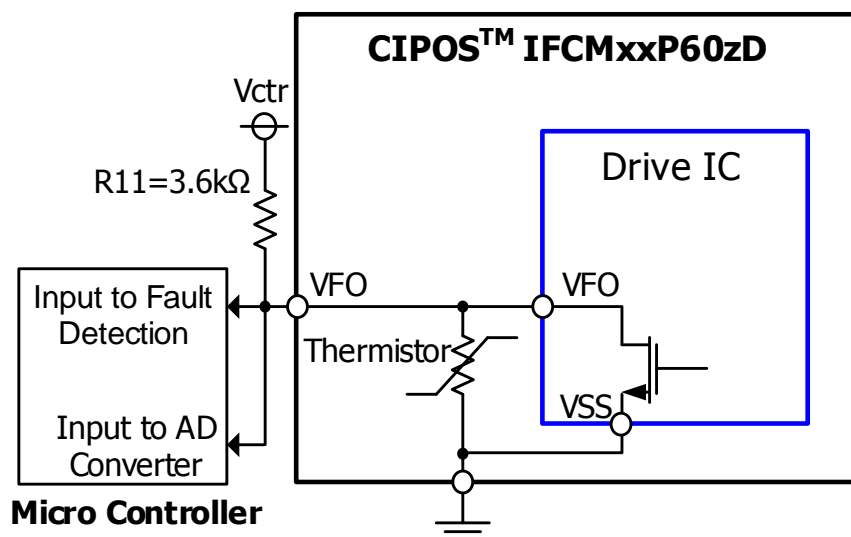 CIPOS™ IFCMxxP60zD
Vctr
Drive IC
R11=3.6kΩ
VFO
VFO
Input to Fault
Detection
Thermistor
VSS
Input to AD
Converter
Micro Controller